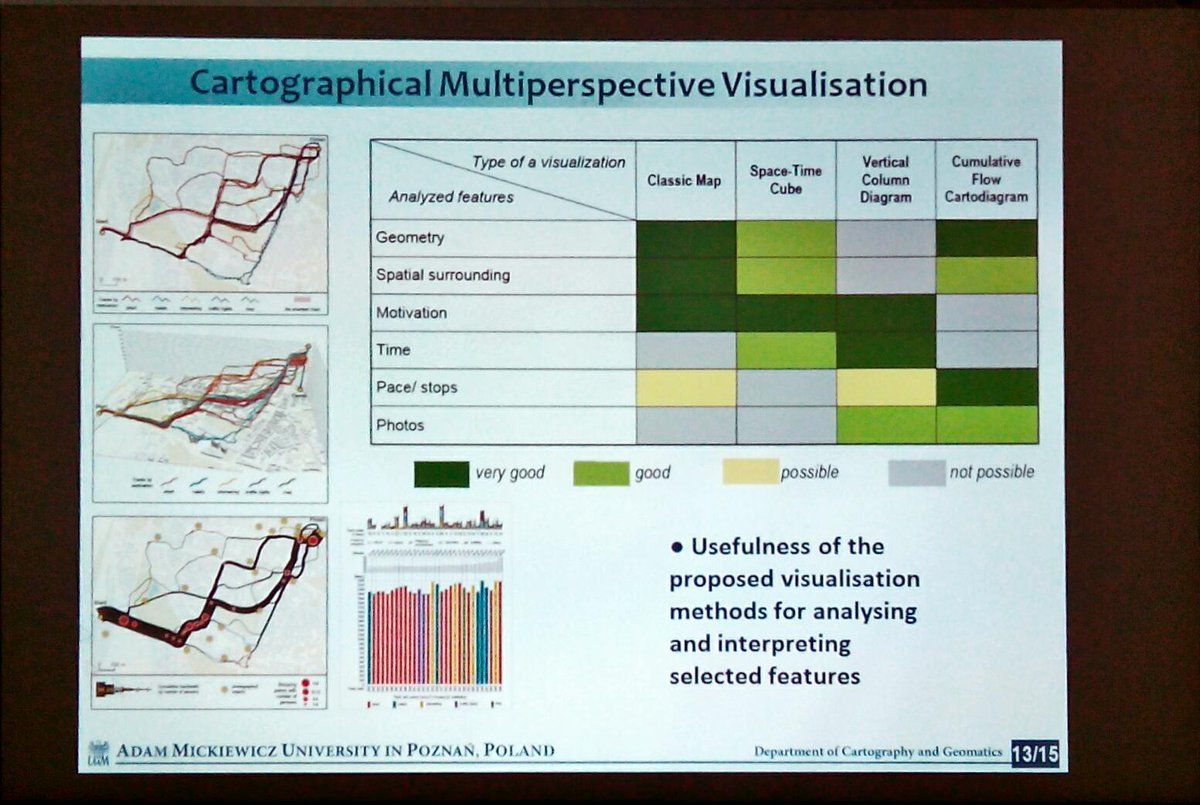 Cartographical Multiperspective Visualisation
Type of a visualization
Analyzed features
Classic Map
Space-Time
Cube
Vertical
Column
Diagram
Cumulative
Flow
Cartodiagram
Geometry
Spatial surrounding
Motivation
Time
Pace/ stops
Photos
very good
good
possible
not possible
● Usefulness of the
proposed visualisation
methods for analysing
and interpreting
selected features
ADAM MICKIEWICZ UNIVERSITY IN POZNAŃ, POLAND
Department of Cartography and Geomatics
13/15